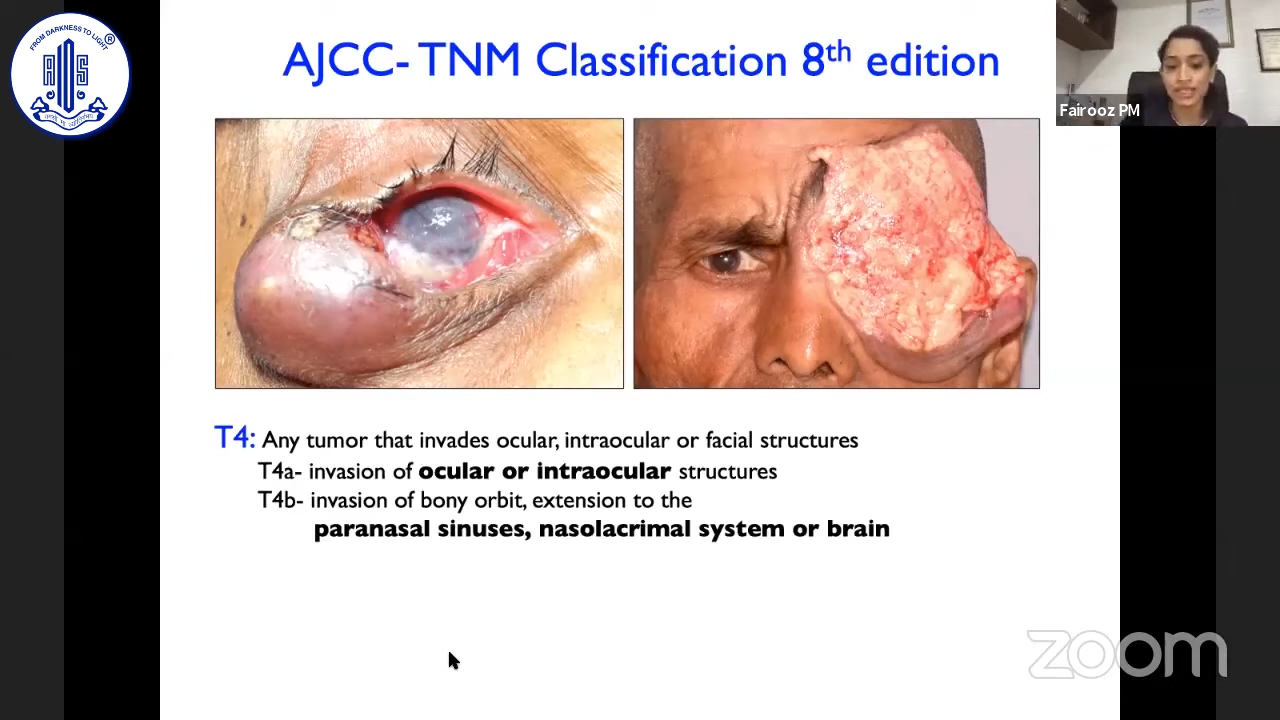 FROM DARKNESS TO LIGHT
®
AJCC- TNM Classification 8th edition
Fairooz PM
T4: Any tumor that invades ocular, intraocular or facial structures
T4a- invasion of ocular or intraocular structures
T4b- invasion of bony orbit, extension to the
paranasal sinuses, nasolacrimal system or brain
zoom